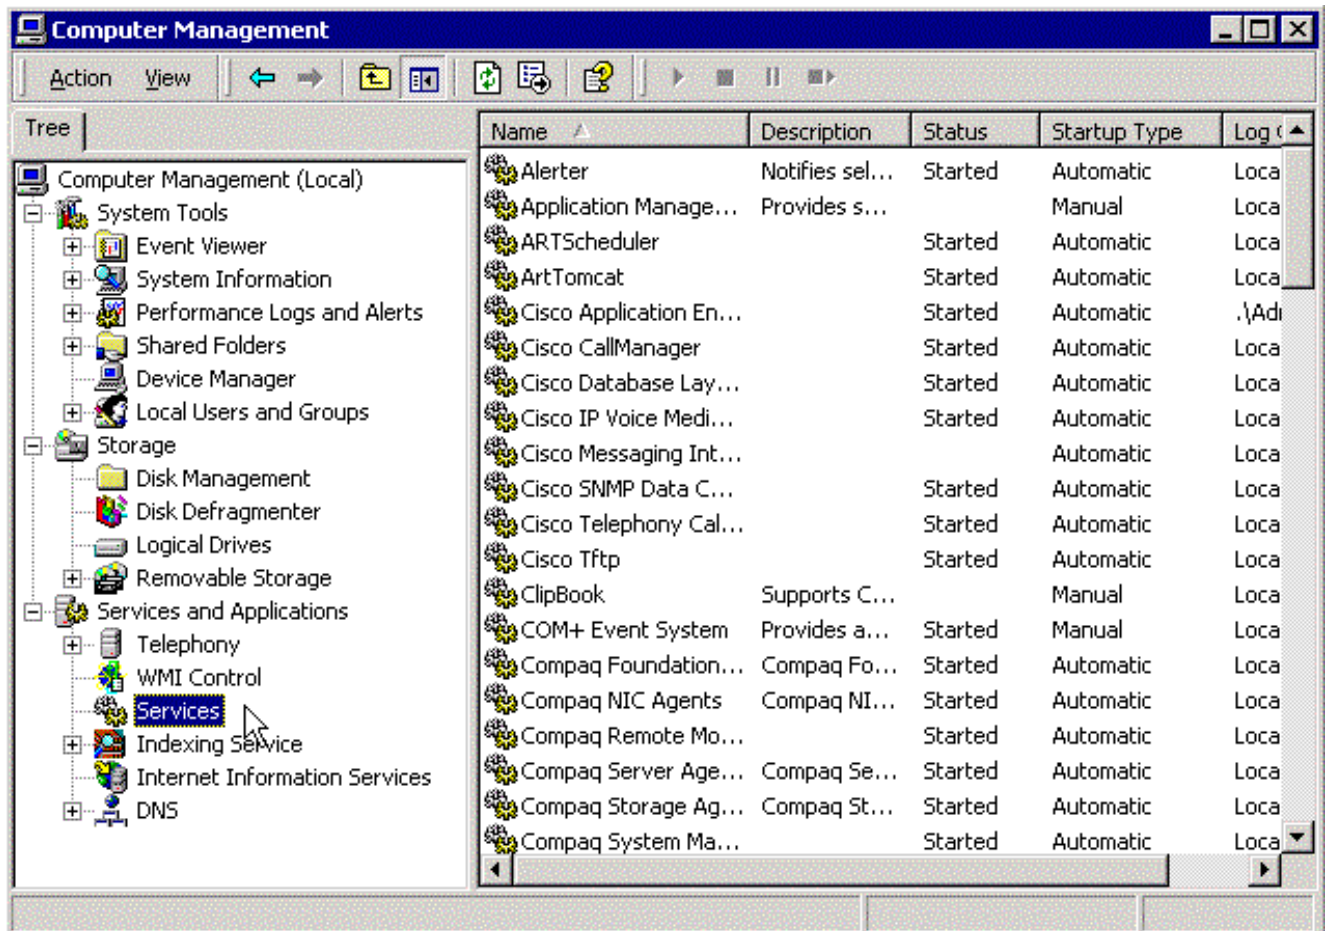 Computer Management
Action View
Tree
Computer Management (Local)
System Tools
Event Viewer
System Information
Performance Logs and Alerts
Shared Folders
Device Manager
Local Users and Groups
Storage
Disk Management
Disk Defragmenter
Logical Drives
Removable Storage
Services and Applications
Telephony
WMI Control
Services
Indexing Service
Internet Information Services
DNS
Name Description Status Startup Type Log
Alerter Notifies sel... Started Automatic Loca
Application Manage... Provides s... Manual Loca
ARTScheduler Started Automatic Loca
ArtTomcat Started Automatic Loca
Cisco Application En... Started Automatic .\Adı
Cisco CallManager Started Automatic Loca
Cisco Database Lay... Started Automatic Loca
Cisco IP Voice Medi... Started Automatic Loca
Cisco Messaging Int... Automatic Loca
Cisco SNMP Data C... Started Automatic Loca
Cisco Telephony Cal... Started Automatic Loca
Cisco Tftp Started Automatic Loca
ClipBook Supports C... Manual Loca
COM+ Event System Provides a... Started Manual Loca
Compaq Foundation... Compaq Fo... Started Automatic Loca
Compaq NIC Agents Compaq NI... Started Automatic Loca
Compaq Remote Mo... Started Automatic Loca
Compaq Server Age... Compaq Se... Started Automatic Loca
Compaq Storage Ag... Compaq St... Started Automatic Loca
Compaq System Ma... Started Automatic Loca